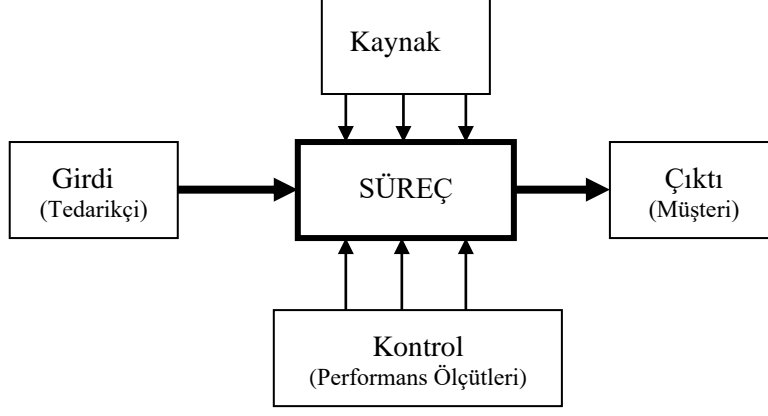 Kaynak
Girdi
(Tedarikçi)
SÜREÇ
Çıktı
(Müşteri)
Kontrol
(Performans Ölçütleri)